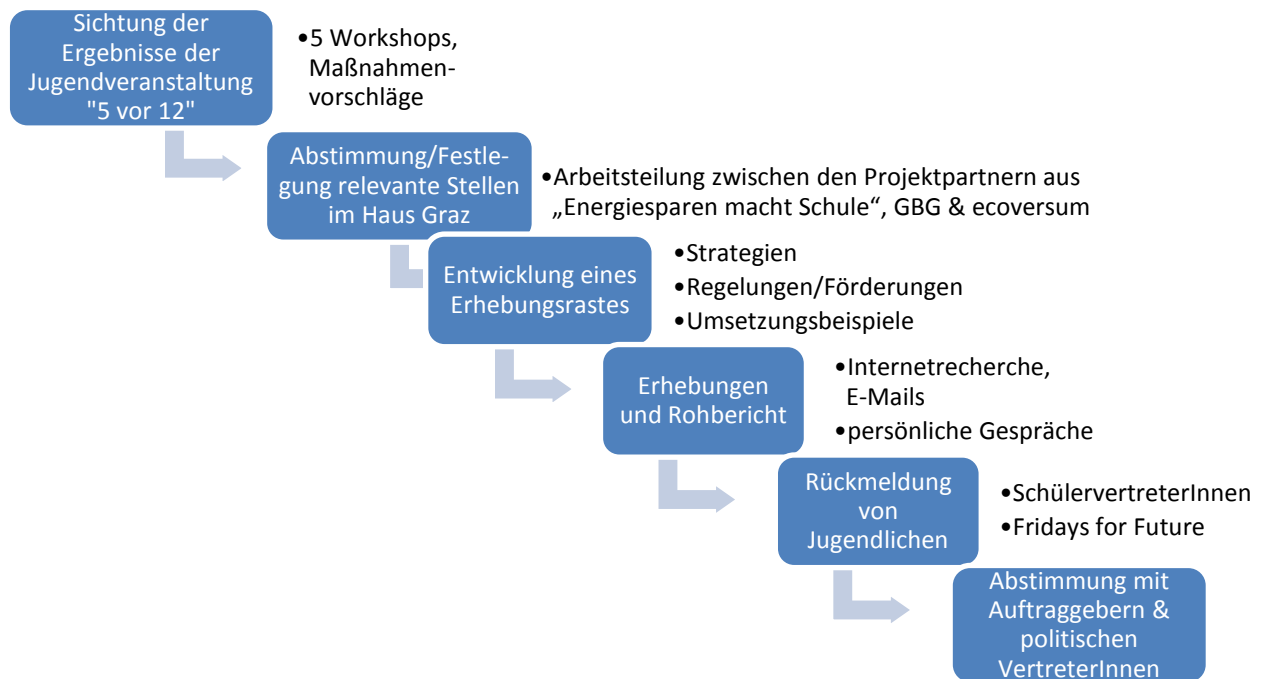 Sichtung der
Ergebnisse der
Jugendveranstaltung
"5 vor 12"
•5 Workshops,
Maßnahmen-
vorschläge
Abstimmung/Festle-
gung relevante Stellen
im Haus Graz
•Arbeitsteilung zwischen den Projektpartnern aus
„Energiesparen macht Schule“, GBG & ecoversum
Entwicklung eines
Erhebungsrastes
•Strategien
•Regelungen/Förderungen
•Umsetzungsbeispiele
Erhebungen
und Rohbericht
•Internetrecherche,
E-Mails
•persönliche Gespräche
Rückmeldung
von
Jugendlichen
•SchülervertreterInnen
•Fridays for Future
Abstimmung mit
Auftraggebern &
politischen
VertreterInnen